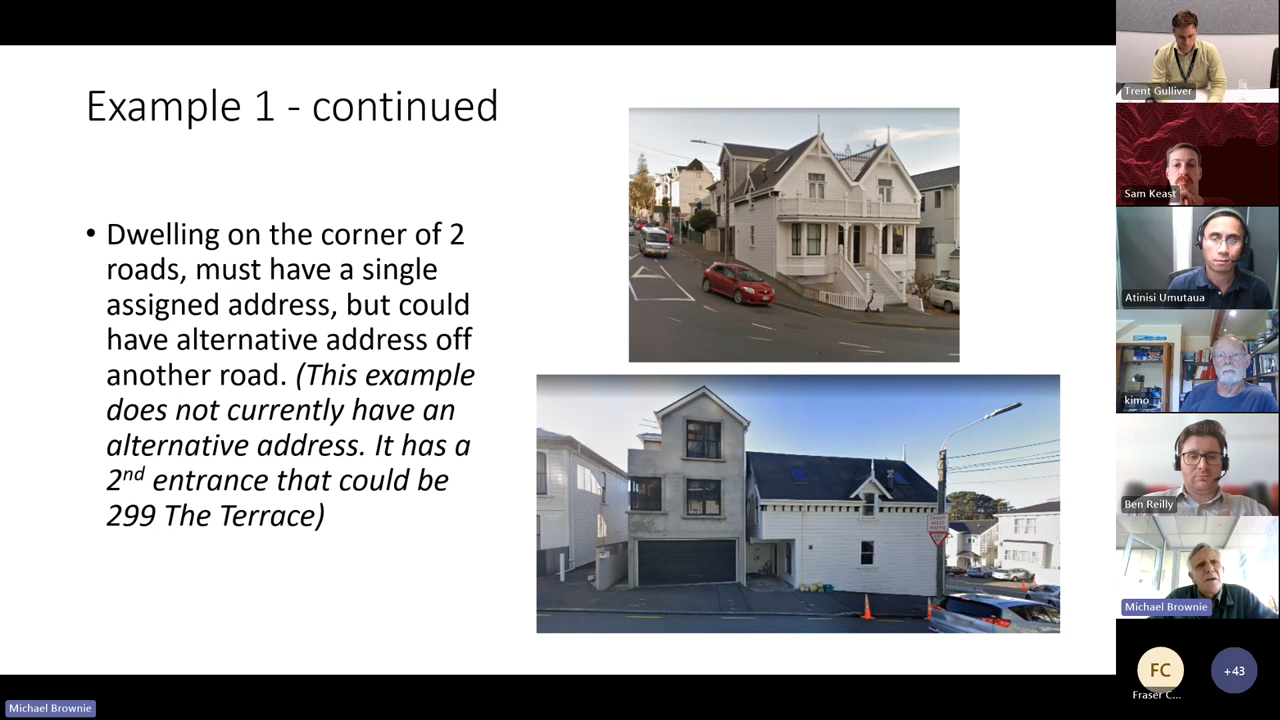 Example 1 - continued
• Dwelling on the corner of 2
roads, must have a single
assigned address, but could
have alternative address off
another road. (This example
does not currently have an
alternative address. It has a
2nd entrance that could be
299 The Terrace)
Trent Gulliver
Sam Keast
Atinisi Umutaua
kimo
Ben Reilly
Michael Brownie
FC
Fraser C...
+43
Michael Brownie